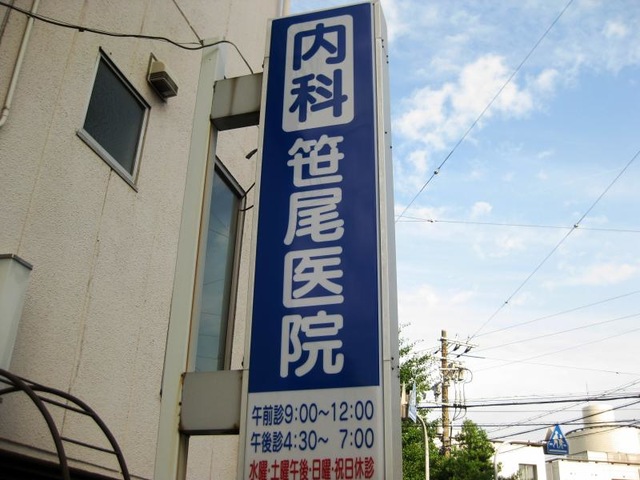 内科
笹尾医院
午前診9:00～12:00
午後診4:30～ 7:00
水曜・土曜午後・日曜・祝日休診